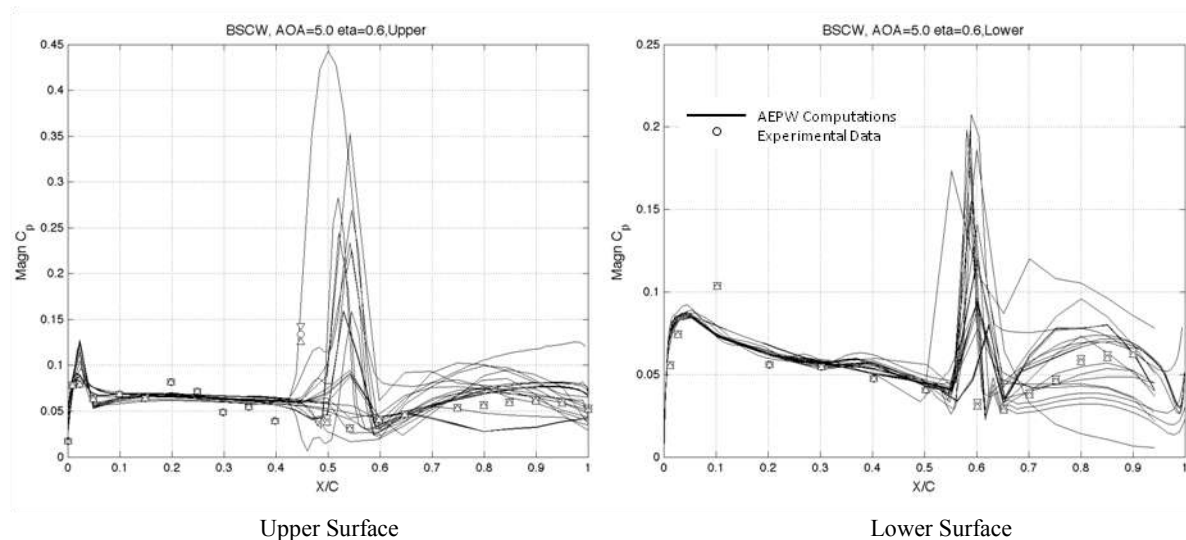 BSCW, AOA=5.0 eta=0.6,Upper
0.45
0.4
0.35
0.3
0.25
0.2
0.15
0.1
0.05
0
Magn Cp
0 0.1 0.2 0.3 0.4 0.5 0.6 0.7 0.8 0.9 1
X/C
Upper Surface
BSCW, AOA=5.0 eta=0.6,Lower
0.25
0.2
0.15
0.1
0.05
0
Magn Cp
AEPW Computations
Experimental Data
0 0.1 0.2 0.3 0.4 0.5 0.6 0.7 0.8 0.9 1
X/C
Lower Surface